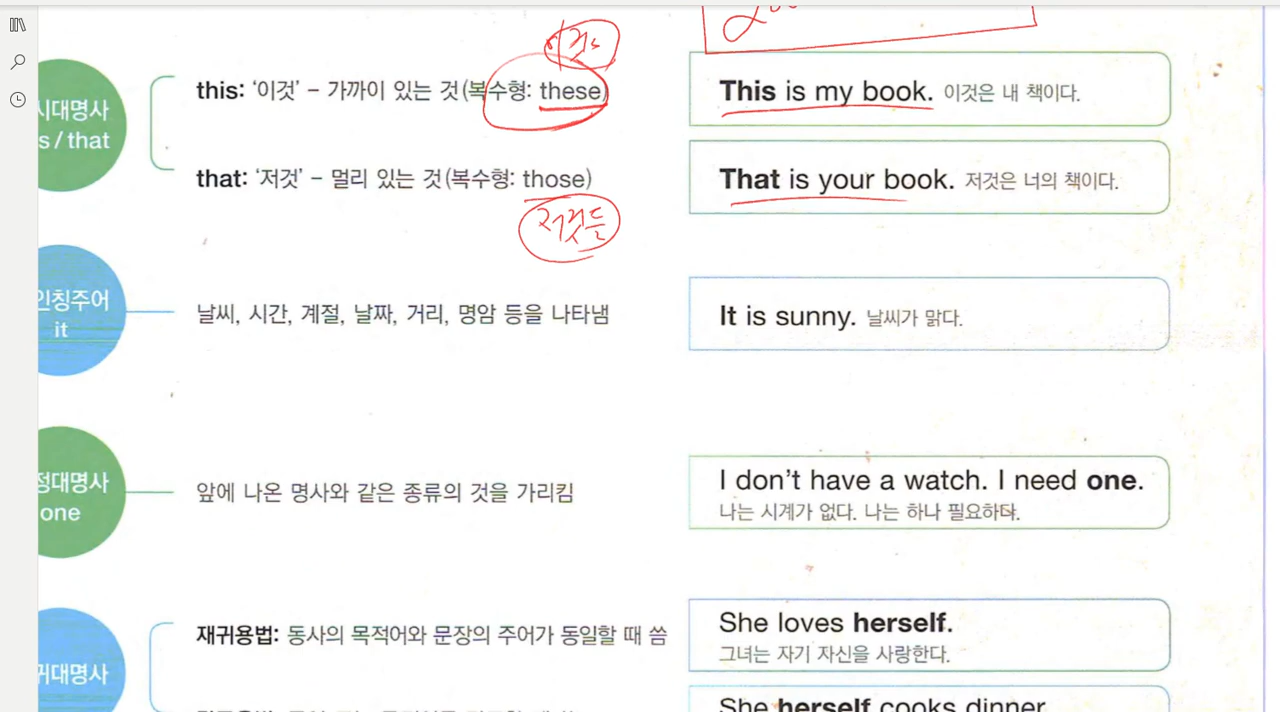 this: '이것' – 가까이 있는 것(복수형: these)
This is my book. 이것은 내 책이다.
시대명사
s / that
that: '저것' – 멀리 있는 것(복수형: those)
That is your book. 저것은 너의 책이다.
저것들
인칭주어
it
날씨, 시간, 계절, 날짜, 거리, 명암 등을 나타냄
It is sunny. 날씨가 맑다.
정대명사
one
앞에 나온 명사와 같은 종류의 것을 가리킴
I don't have a watch. I need one.
나는 시계가 없다. 나는 하나 필요하다.
귀대명사
재귀용법: 동사의 목적어와 문장의 주어가 동일할 때 씀
She loves herself.
그녀는 자기 자신을 사랑한다.
She herself cooks dinner.